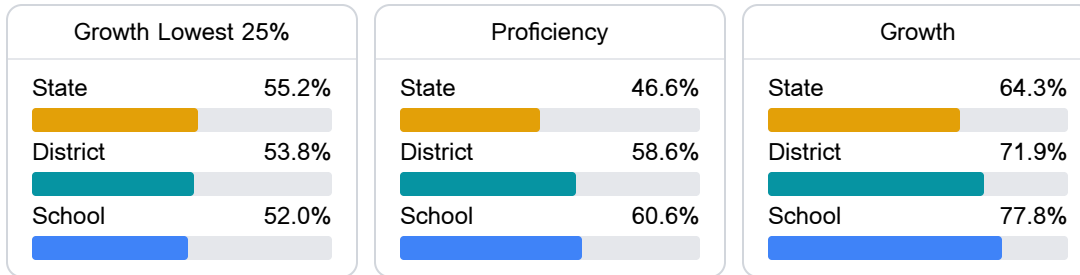 Growth Lowest 25%
State 55.2%
District 53.8%
School 52.0%
Proficiency
State 46.6%
District 58.6%
School 60.6%
Growth
State 64.3%
District 71.9%
School 77.8%